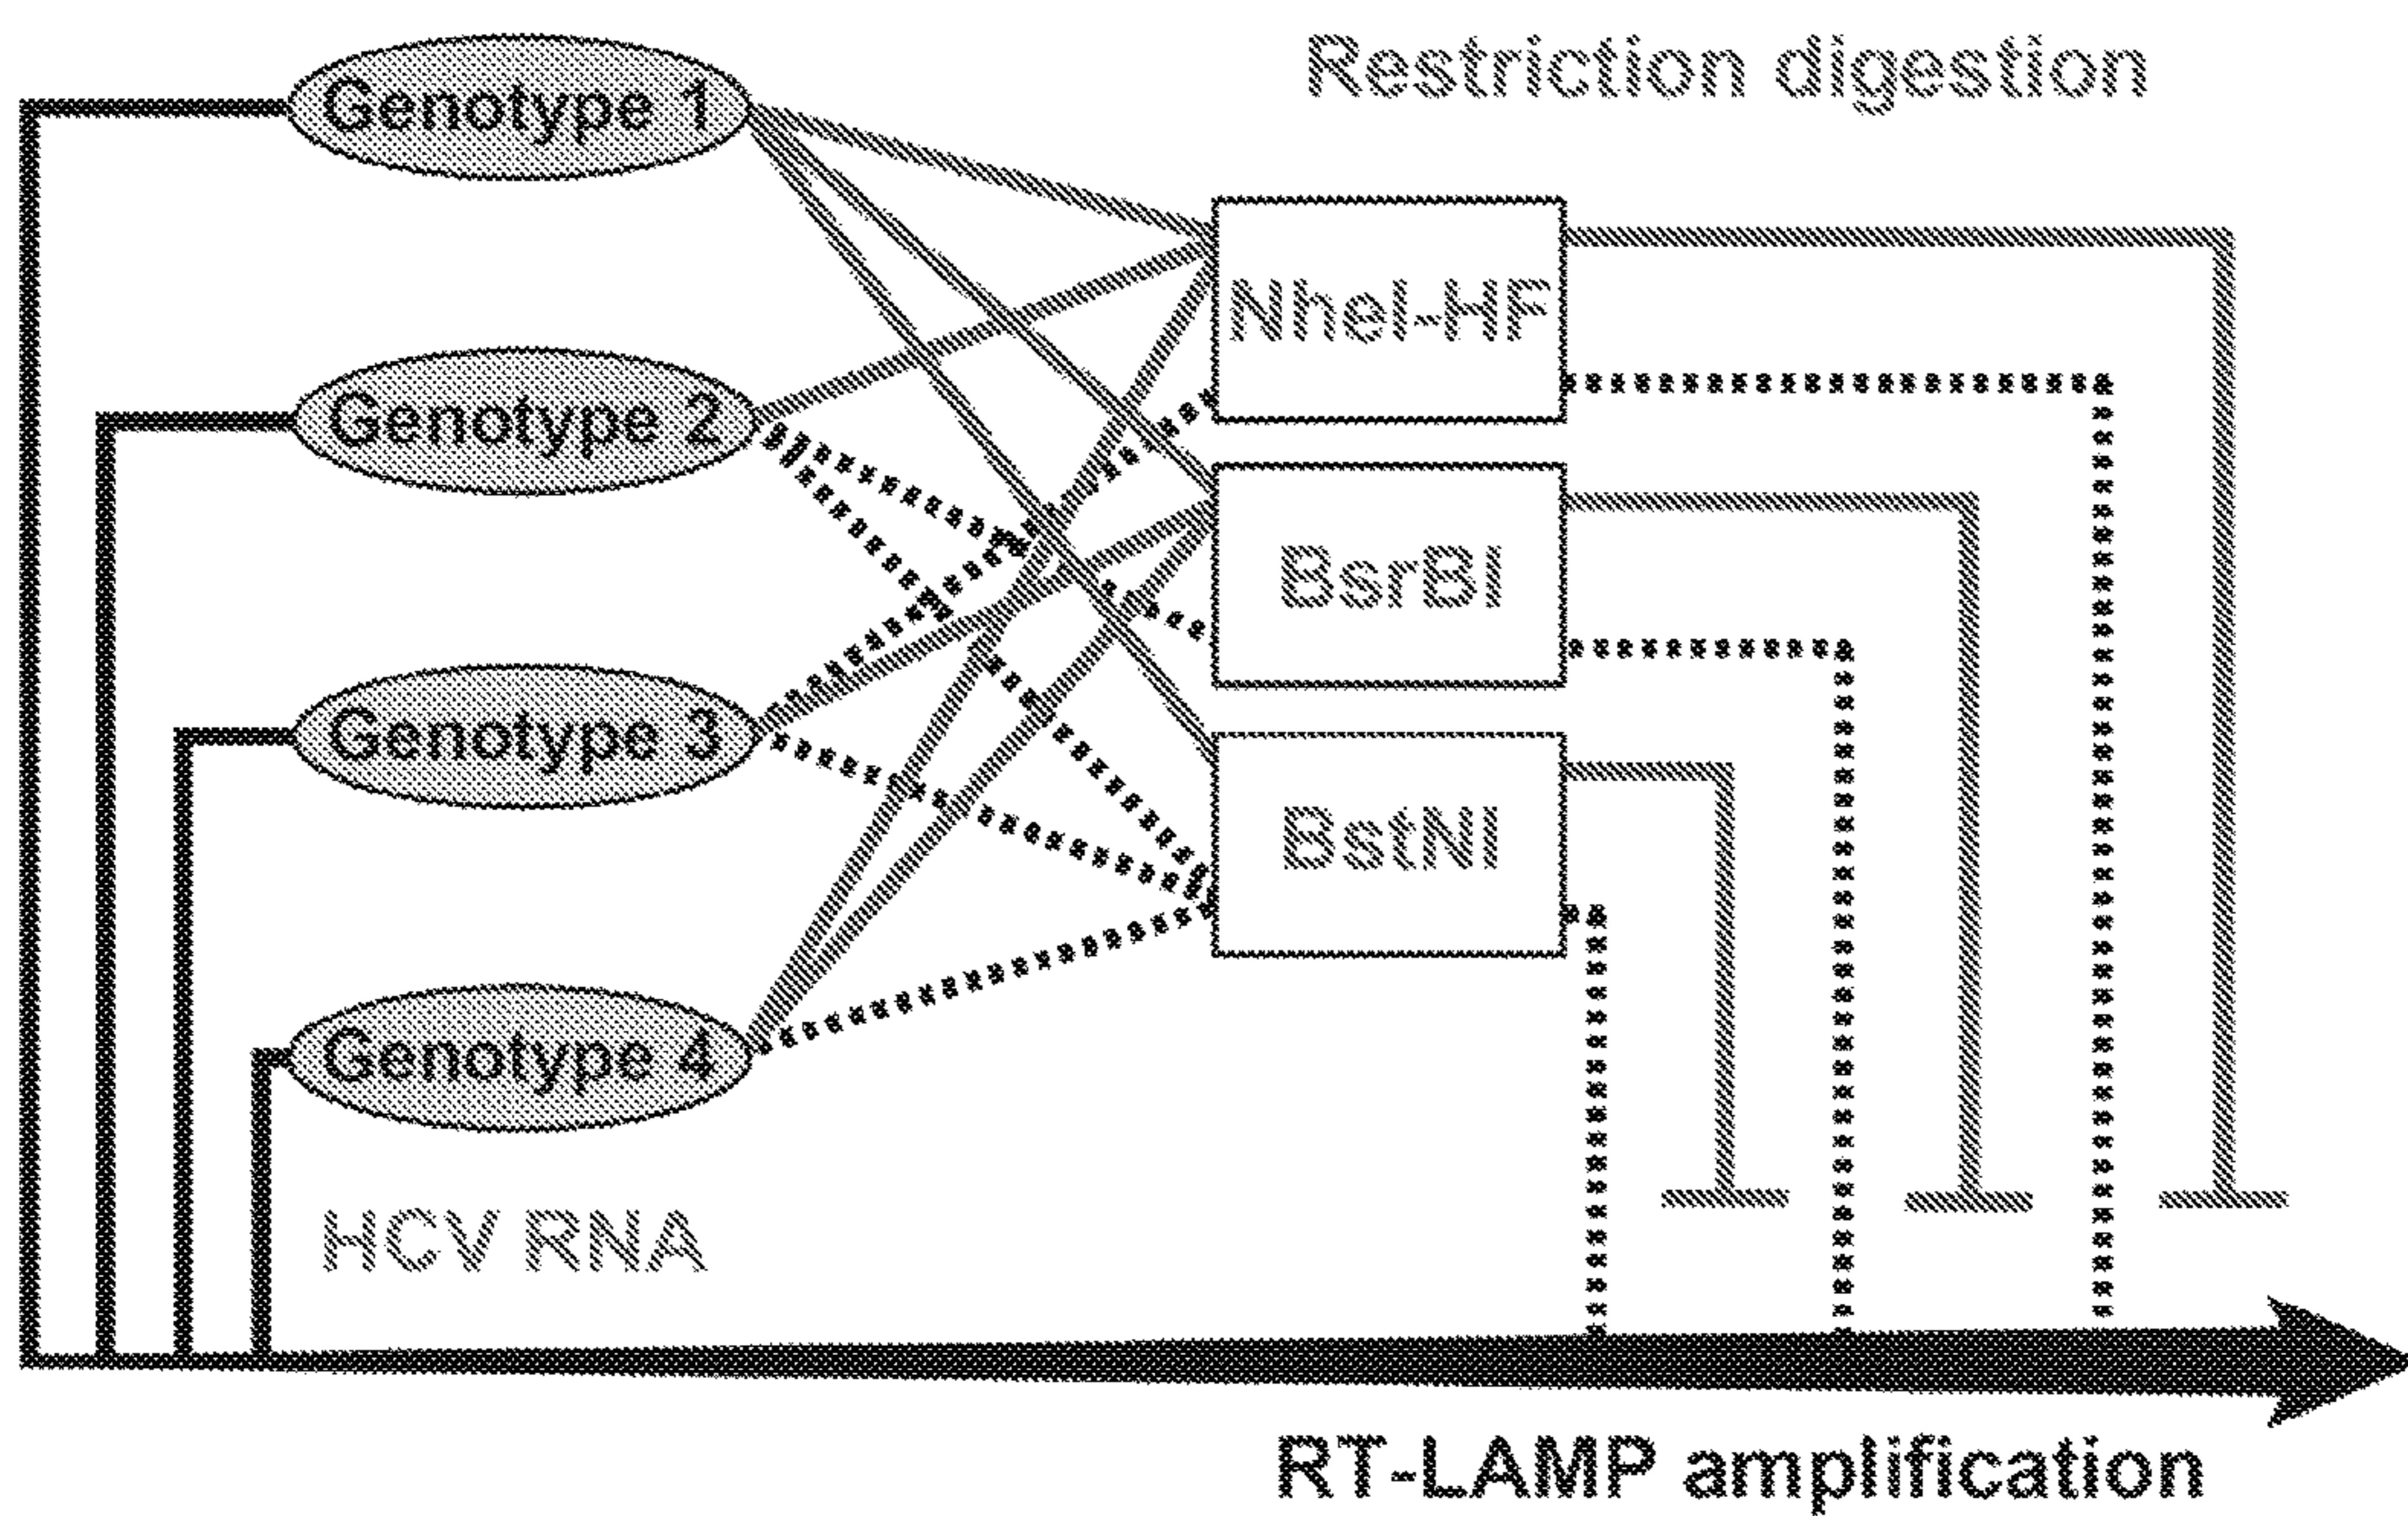 Restriction digestion
Genotype 1
Genotype 2
Genotype 3
Genotype 4
NheI-HF
BsrBI
BstNI
HCV RNA
RT-LAMP amplification